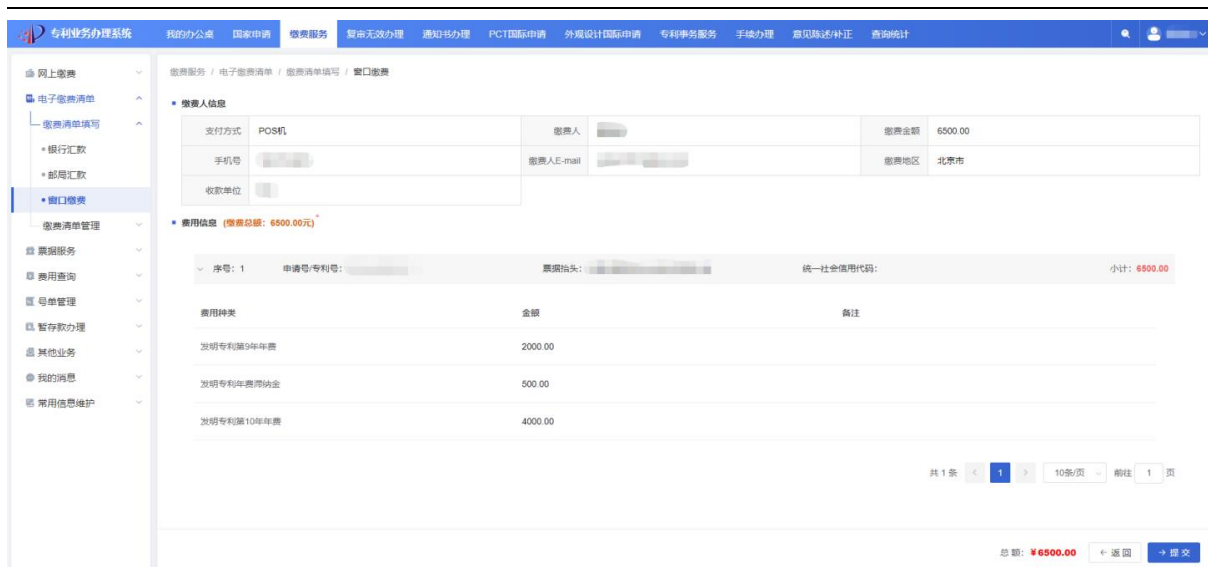 专利业务办理系统 我的办公桌 国家申请 缴费服务 复审无效办理 通知书办理 PCT国际申请 外观设计国际申请 专利事务服务 手续办理 意见陈述/补正 查询统计
网上缴费
电子缴费清单
缴费清单填写
银行汇款
邮局汇款
窗口缴费
缴费清单管理
票据服务
费用查询
号单管理
暂存款办理
其他业务
我的消息
常用信息维护
缴费服务 / 电子缴费清单 / 缴费清单填写 / 窗口缴费
缴费人信息
支付方式 POS机 缴费人 缴费金额 6500.00
手机号 缴费人E-mail 缴费地区 北京市
收款单位
费用信息 (缴费总额：6500.00元)*
序号：1 申请号/专利号： 票据抬头： 统一社会信用代码： 小计：6500.00
费用种类 金额 备注
发明专利第9年年费 2000.00
发明专利年费滞纳金 500.00
发明专利第10年年费 4000.00
共 1 条 < 1 > 10条/页 前往 1 页
总额：¥6500.00 ←返回 →提交